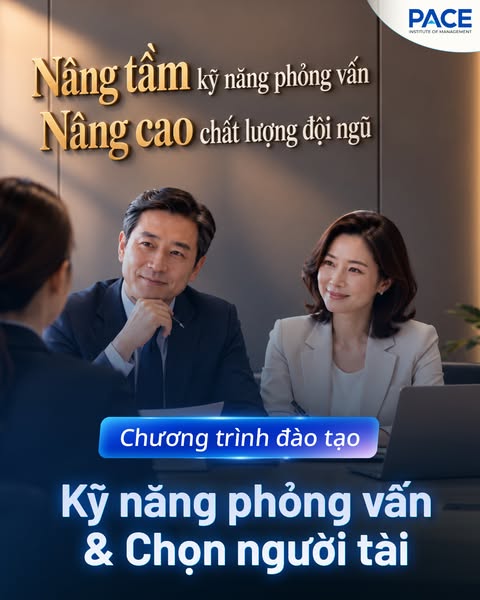 PACE
INSTITUTE OF MANAGEMENT
Nâng tầm kỹ năng phỏng vấn
Nâng cao chất lượng đội ngũ
Chương trình đào tạo
Kỹ năng phỏng vấn
& Chọn người tài